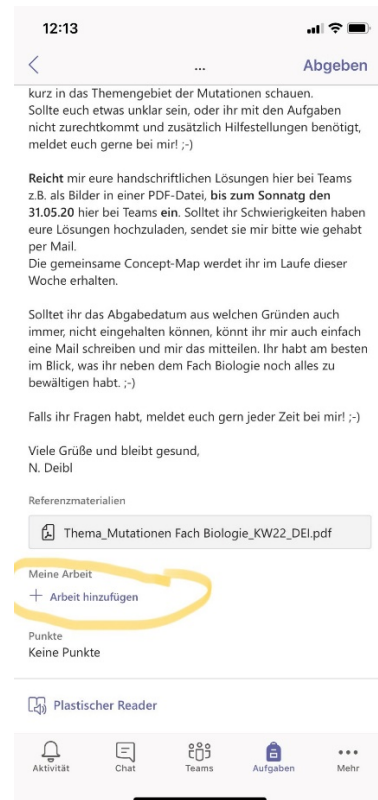 12:13
...
Abgeben
kurz in das Themengebiet der Mutationen schauen.
Sollte euch etwas unklar sein, oder ihr mit den Aufgaben
nicht zurechtkommt und zusätzlich Hilfestellungen benötigt,
meldet euch gerne bei mir! ;-)
Reicht mir eure handschriftlichen Lösungen hier bei Teams
z.B. als Bilder in einer PDF-Datei, bis zum Sonnatg den
31.05.20 hier bei Teams ein. Solltet ihr Schwierigkeiten haben
eure Lösungen hochzuladen, sendet sie mir bitte wie gehabt
per Mail.
Die gemeinsame Concept-Map werdet ihr im Laufe dieser
Woche erhalten.
Solltet ihr das Abgabedatum aus welchen Gründen auch
immer, nicht eingehalten können, könnt ihr mir auch einfach
eine Mail schreiben und mir das mitteilen. Ihr habt am besten
im Blick, was ihr neben dem Fach Biologie noch alles zu
bewältigen habt. ;-)
Falls ihr Fragen habt, meldet euch gern jeder Zeit bei mir! ;-)
Viele Grüße und bleibt gesund,
N. Deibl
Referenzmaterialien
Thema_Mutationen Fach Biologie_KW22_DEI.pdf
Meine Arbeit
+ Arbeit hinzufügen
Punkte
Keine Punkte
Plastischer Reader
Aktivität Chat Teams Aufgaben Mehr